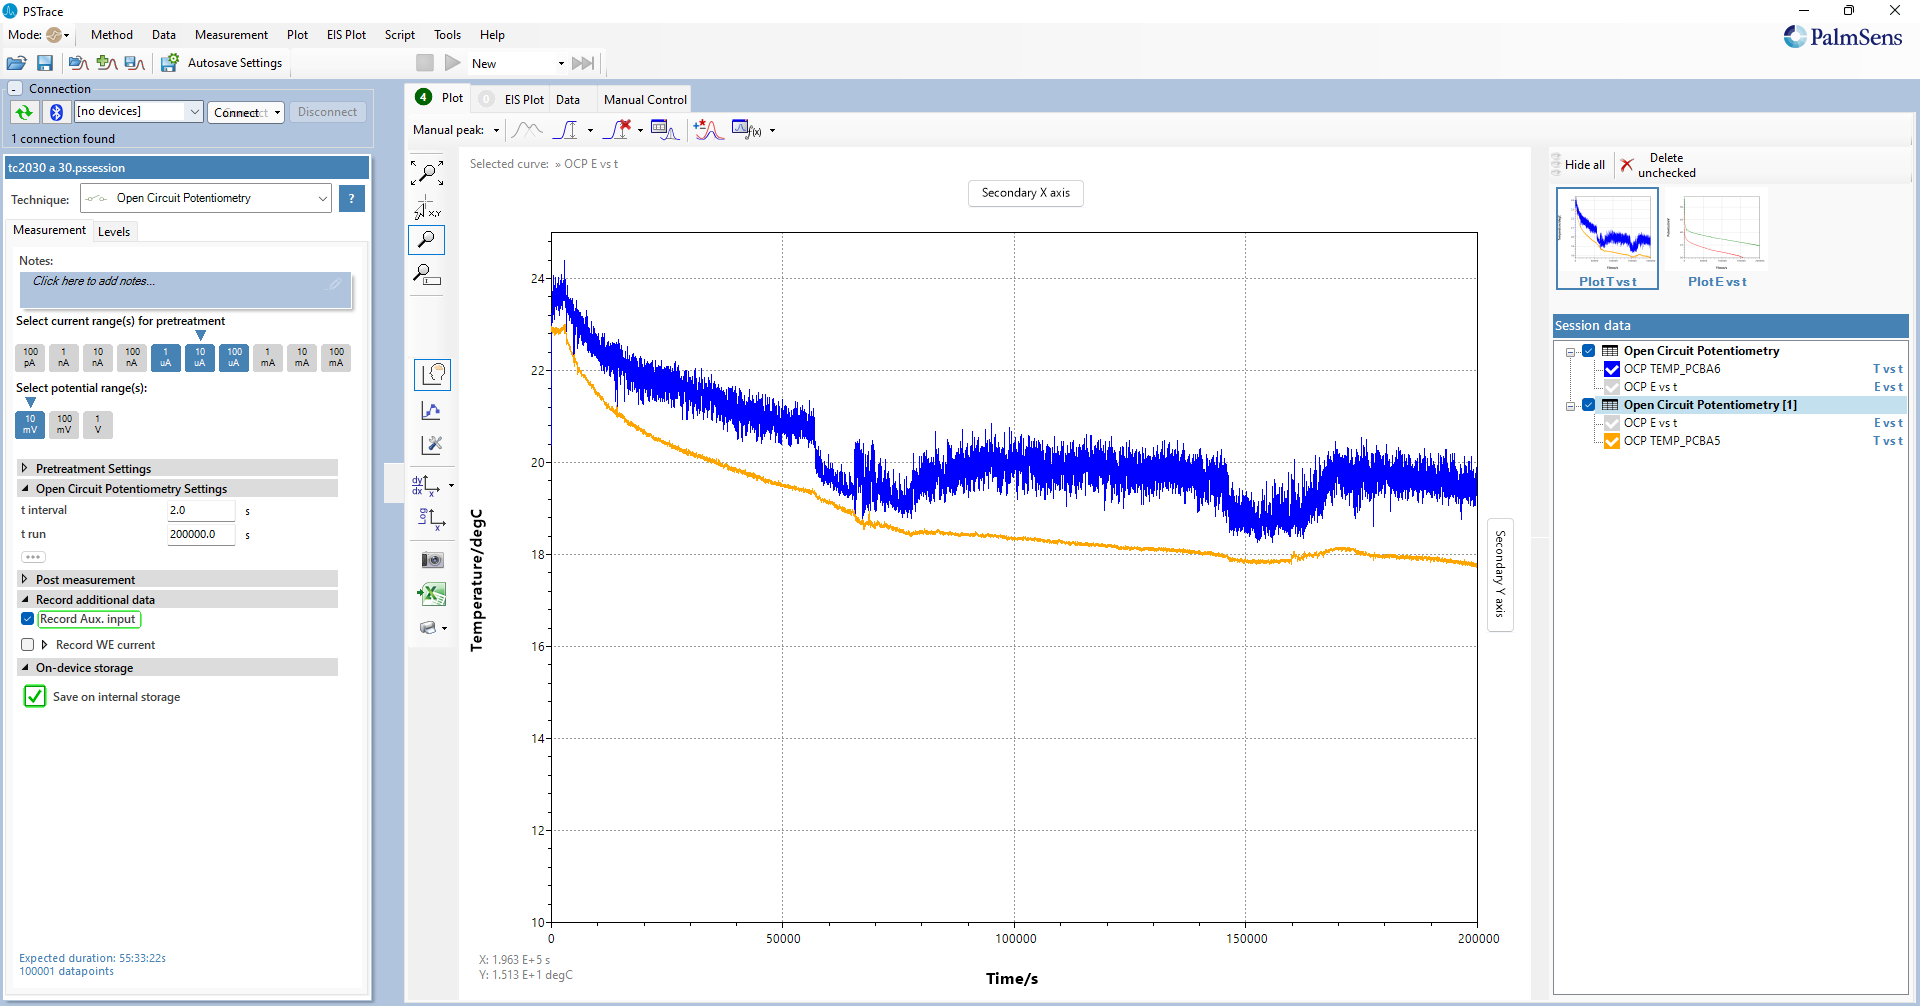 PSTrace
Mode:
Method Data Measurement Plot EIS Plot Script Tools Help
PalmSens
Autosave Settings
New
- Connection
[no devices]
Connect
Disconnect
1 connection found
tc2030 a 30.pssession
Technique: Open Circuit Potentiometry ?
Measurement Levels
Notes:
Click here to add notes...
Select current range(s) for pretreatment
100 pA
1 nA
10 nA
100 nA
1 uA
10 uA
100 uA
1 mA
10 mA
100 mA
Select potential range(s):
10 mV
100 mV
1 V
Pretreatment Settings
Open Circuit Potentiometry Settings
t interval 2.0 s
t run 200000.0 s
Post measurement
Record additional data
Record Aux. input
Record WE current
On-device storage
Save on internal storage
Expected duration: 55:33:22s
100001 datapoints
4 Plot 0 EIS Plot Data Manual Control
Manual peak:
f(x)
x,y
dy
dx
x
log
x
Selected curve: » OCP E vs t
Secondary X axis
24
22
20
18
16
14
12
10
Temperature/degC
0 50000 100000 150000 200000
Time/s
X: 1.963 E+5 s
Y: 1.513 E+1 degC
Secondary Y axis
Hide all
Delete
unchecked
Plot T vs t Plot E vs t
Session data
Open Circuit Potentiometry
OCP TEMP_PCBA6 T vs t
OCP E vs t E vs t
Open Circuit Potentiometry [1]
OCP E vs t E vs t
OCP TEMP_PCBA5 T vs t